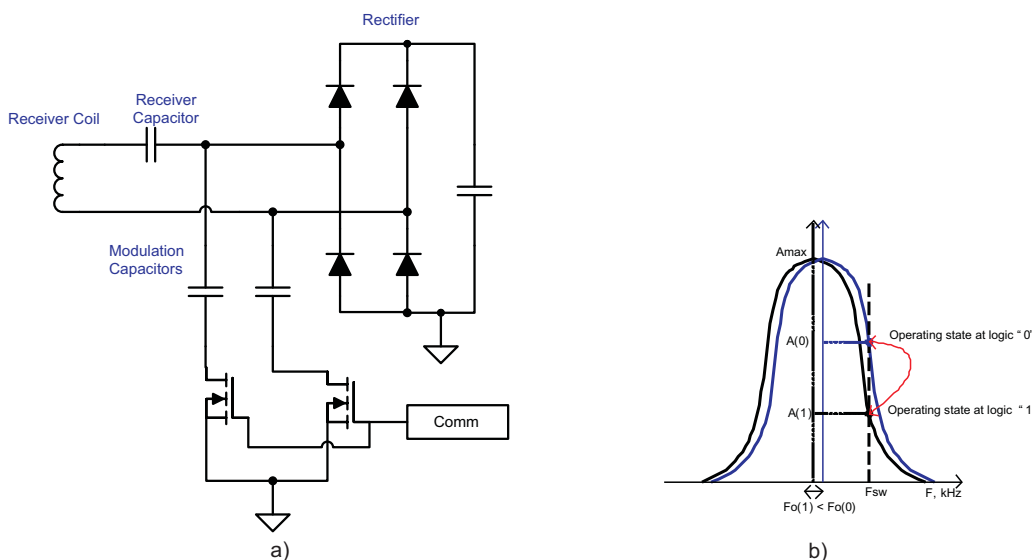 Rectifier
Receiver
Capacitor
Receiver Coil
Modulation
Capacitors
Comm
a)
Amax
A(0)
Operating state at logic “ 0”
A(1)
Operating state at logic “ 1
Fsw
F, kHz
Fo(1) < Fo(0)
b)